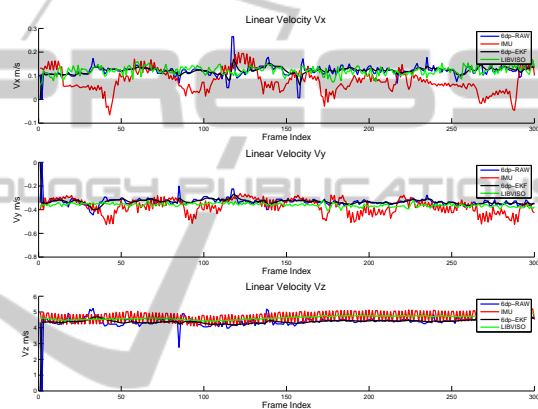 Linear Velocity Vx
0.3
0.2
0.1
0
−0.1
Vx m/s
6dp−RAW
IMU
6dp−EKF
LIBVISO
0 50 100 150 200 250 300
Frame Index
Linear Velocity Vy
0
−0.2
−0.4
−0.6
−0.8
Vy m/s
6dp−RAW
IMU
6dp−EKF
LIBVISO
0 50 100 150 200 250 300
Frame Index
Linear Velocity Vz
6
5
4
3
2
1
0
Vz m/s
6dp−RAW
IMU
6dp−EKF
LIBVISO
0 50 100 150 200 250 300
Frame Index